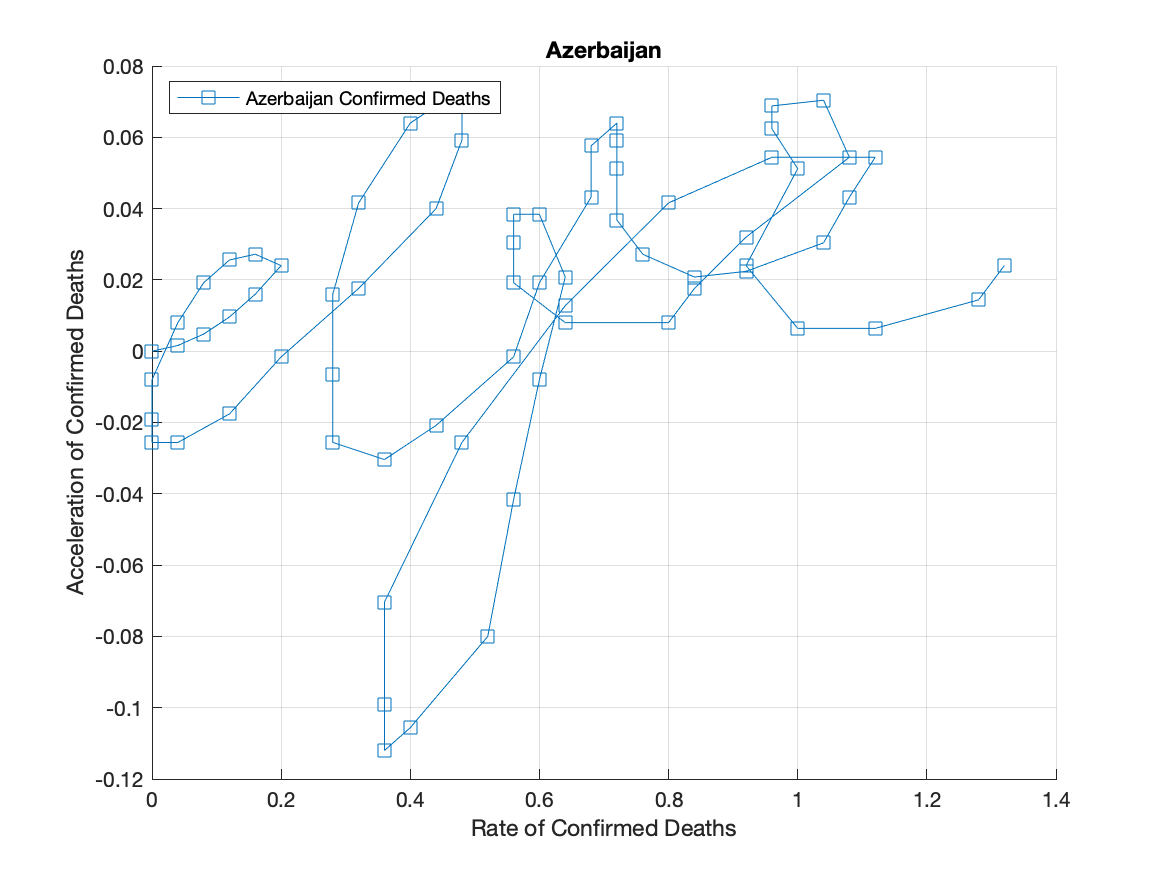 Azerbaijan
0.08
Azerbaijan Confirmed Deaths
0.06
0.04
0.02
0
-0.02
-0.04
-0.06
-0.08
-0.1
-0.12
Acceleration of Confirmed Deaths
0 0.2 0.4 0.6 0.8 1 1.2 1.4
Rate of Confirmed Deaths